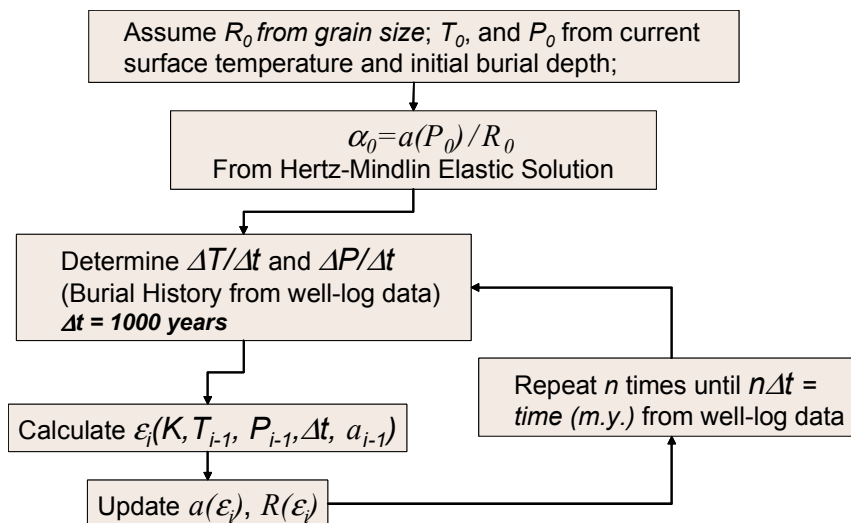 Assume R₀ from grain size; T₀, and P₀ from current
surface temperature and initial burial depth;
α₀=a(P₀)/R₀
From Hertz-Mindlin Elastic Solution
Determine ΔT/Δt and ΔP/Δt
(Burial History from well-log data)
Δt = 1000 years
Repeat n times until nΔt =
time (m.y.) from well-log data
Calculate εᵢ(K,Tᵢ₋₁, Pᵢ₋₁,Δt, aᵢ₋₁)
Update a(εᵢ), R(εᵢ)